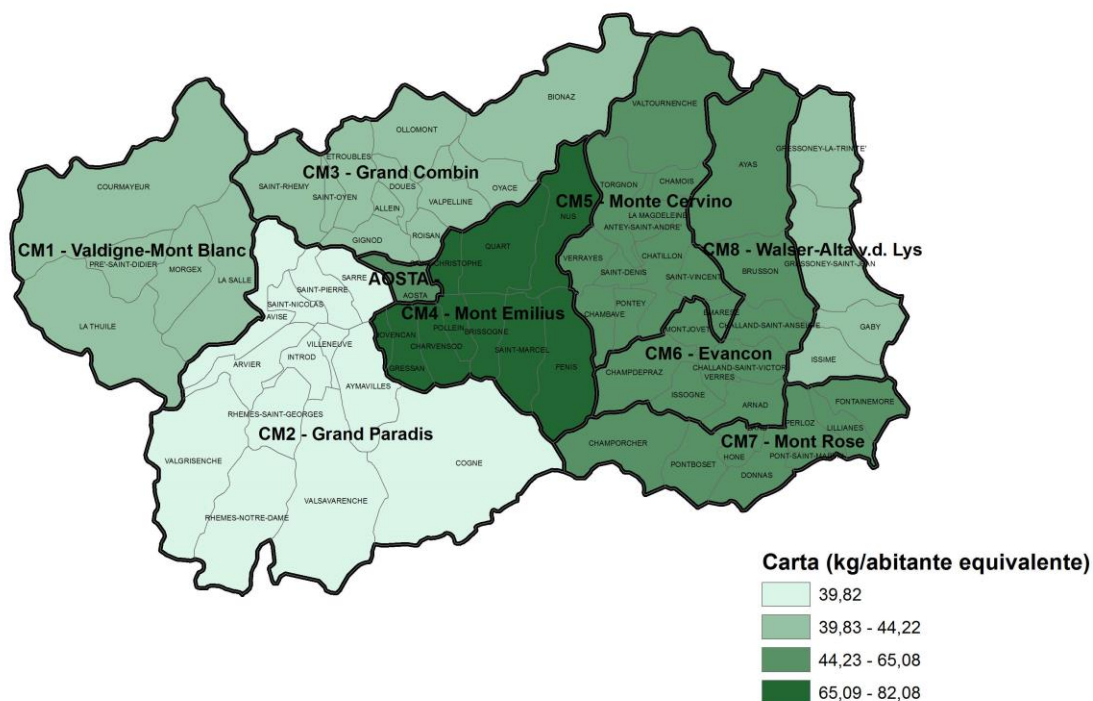 BIONAZ
VALTOURNENCHE
OLLOMONT
GRESSONEY-LA-TRINITE'
ETROUBLES
AYAS
CM3 - Grand Combin
SAINT-RHEMY
SAINT-OYEN
DOUES
OYACE
TORGNON
CHAMOIS
COURMAYEUR
ALLEIN
VALPELLINE
CM5 - Monte Cervino
NUS
LA MAGDELEINE
ANTEY-SAINT-ANDRE'
GIGNOD
ROISAN
QUART
CM1 - Valdigne-Mont Blanc
CM8 - Walser-Alta v.d. Lys
VERRAYES
CHATILLON
GRESSONEY-SAINT-JEAN
PRE'-SAINT-DIDIER
MORGEX
LA SALLE
SARRE
CHRISTOPHE
SAINT-DENIS
SAINT-VINCENT
BRUSSON
AOSTA
SAINT-PIERRE
AOSTA
SAINT-NICOLAS
PONTEY
EMARESE
CHAMBAVE
CM4 - Mont Emilius
AVISE
LA THUILE
POLLEIN
BRISSOGNE
MONTJOVET
CHALLAND-SAINT-ANSELME
GABY
JOVENCAN
CHARVENSOD
SAINT-MARCEL
VILLENEUVE
INTROD
ARVIER
CM6 - Evancon
ISSIME
GRESSAN
FENIS
CHAMPDEPRAZ
CHALLAND-SAINT-VICTOR
VERRES
AYMAVILLES
ISSOGNE
ARNAD
FONTAINEMORE
RHEMES-SAINT-GEORGES
PERLOZ
LILLIANES
CM2 - Grand Paradis
CM7 - Mont Rose
CHAMPORCHER
HONE
PONT-SAINT-MARTIN
VALGRISENCHE
COGNE
PONTBOSET
DONNAS
VALSAVARENCHE
RHEMES-NOTRE-DAME
Carta (kg/abitante equivalente)
39,82
39,83 - 44,22
44,23 - 65,08
65,09 - 82,08